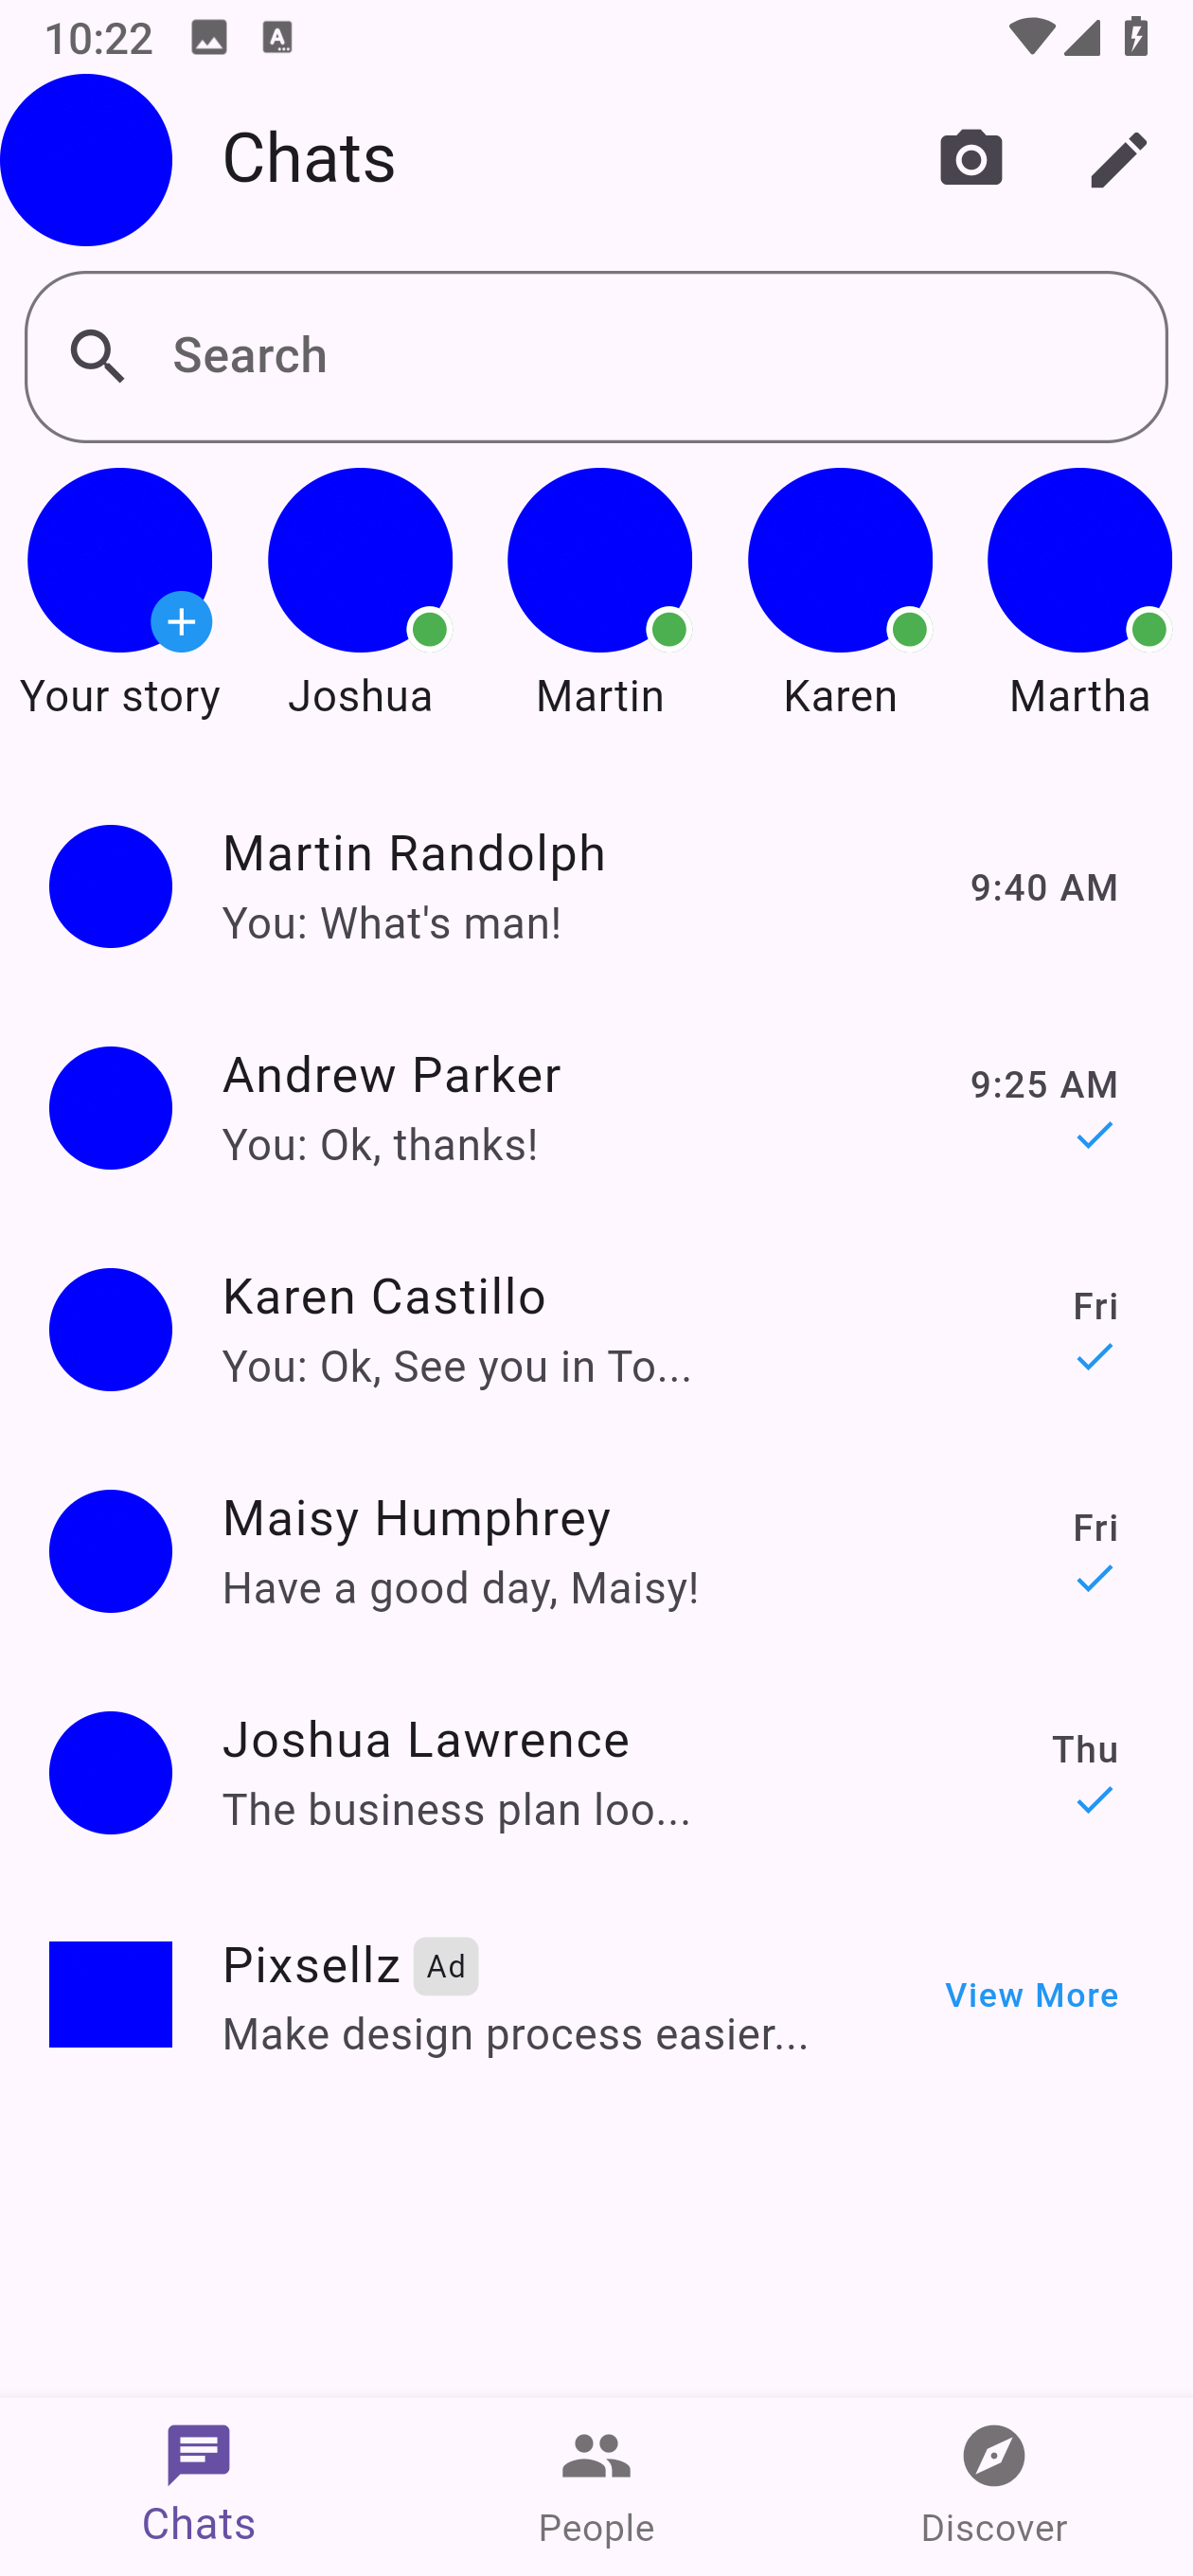 10:22
Chats
Search
Your story
Joshua
Martin
Karen
Martha
Martin Randolph
You: What's man!
9:40 AM
Andrew Parker
You: Ok, thanks!
9:25 AM
Karen Castillo
You: Ok, See you in To...
Fri
Maisy Humphrey
Have a good day, Maisy!
Fri
Joshua Lawrence
The business plan loo...
Thu
Pixsellz Ad
Make design process easier...
View More
Chats
People
Discover